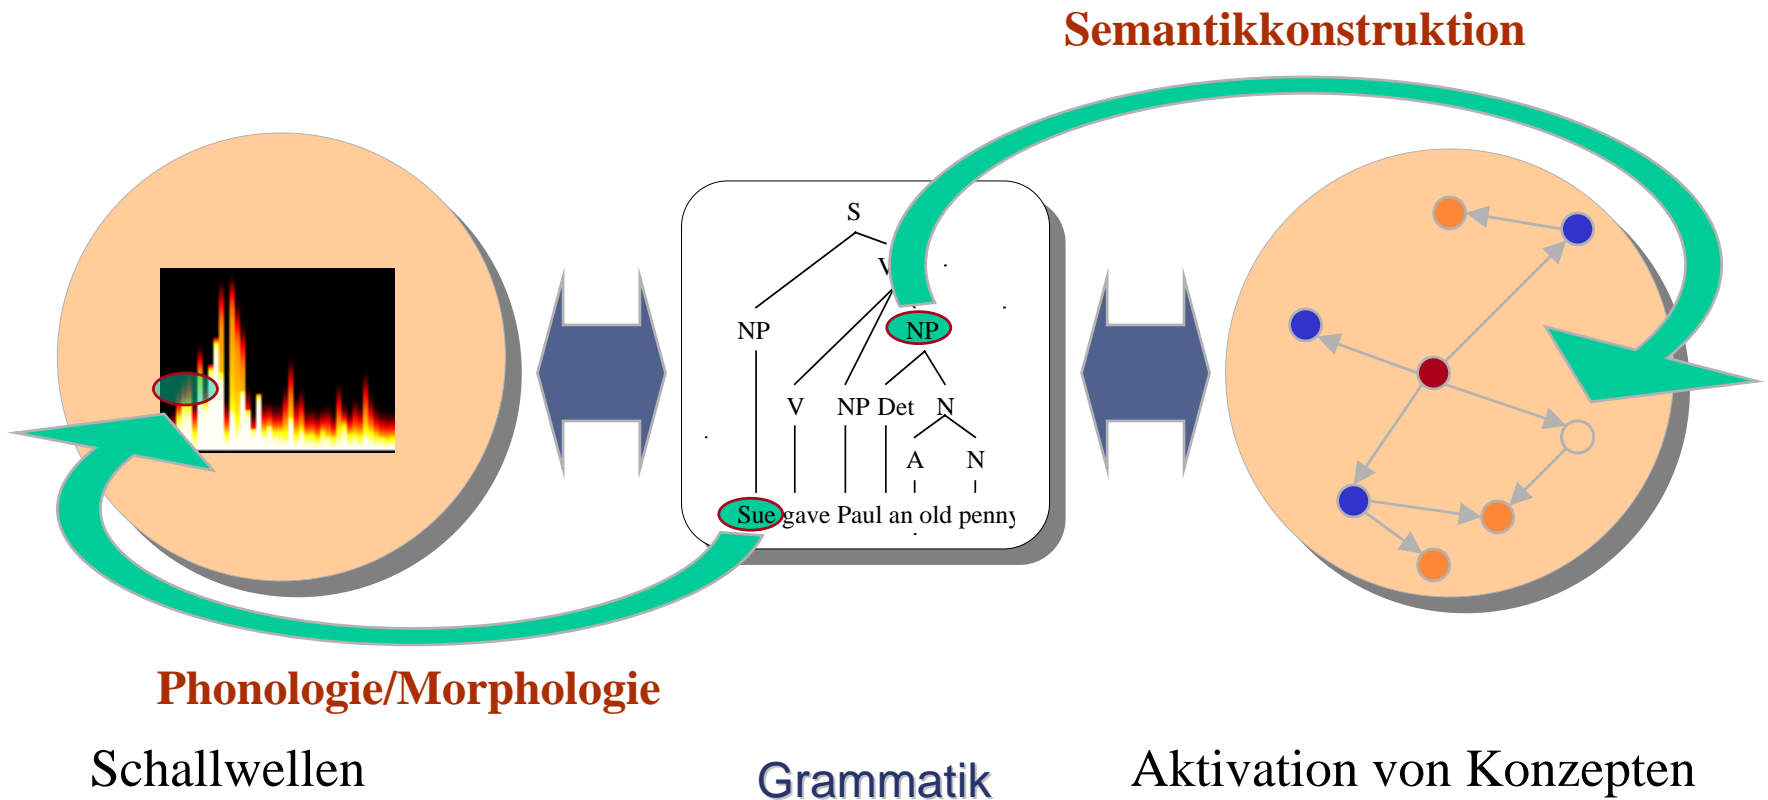 Semantikkonstruktion
S
V
NP
NP
V NP Det N
A N
Sue gave Paul an old penny
Phonologie/Morphologie
Schallwellen
Grammatik
Aktivation von Konzepten